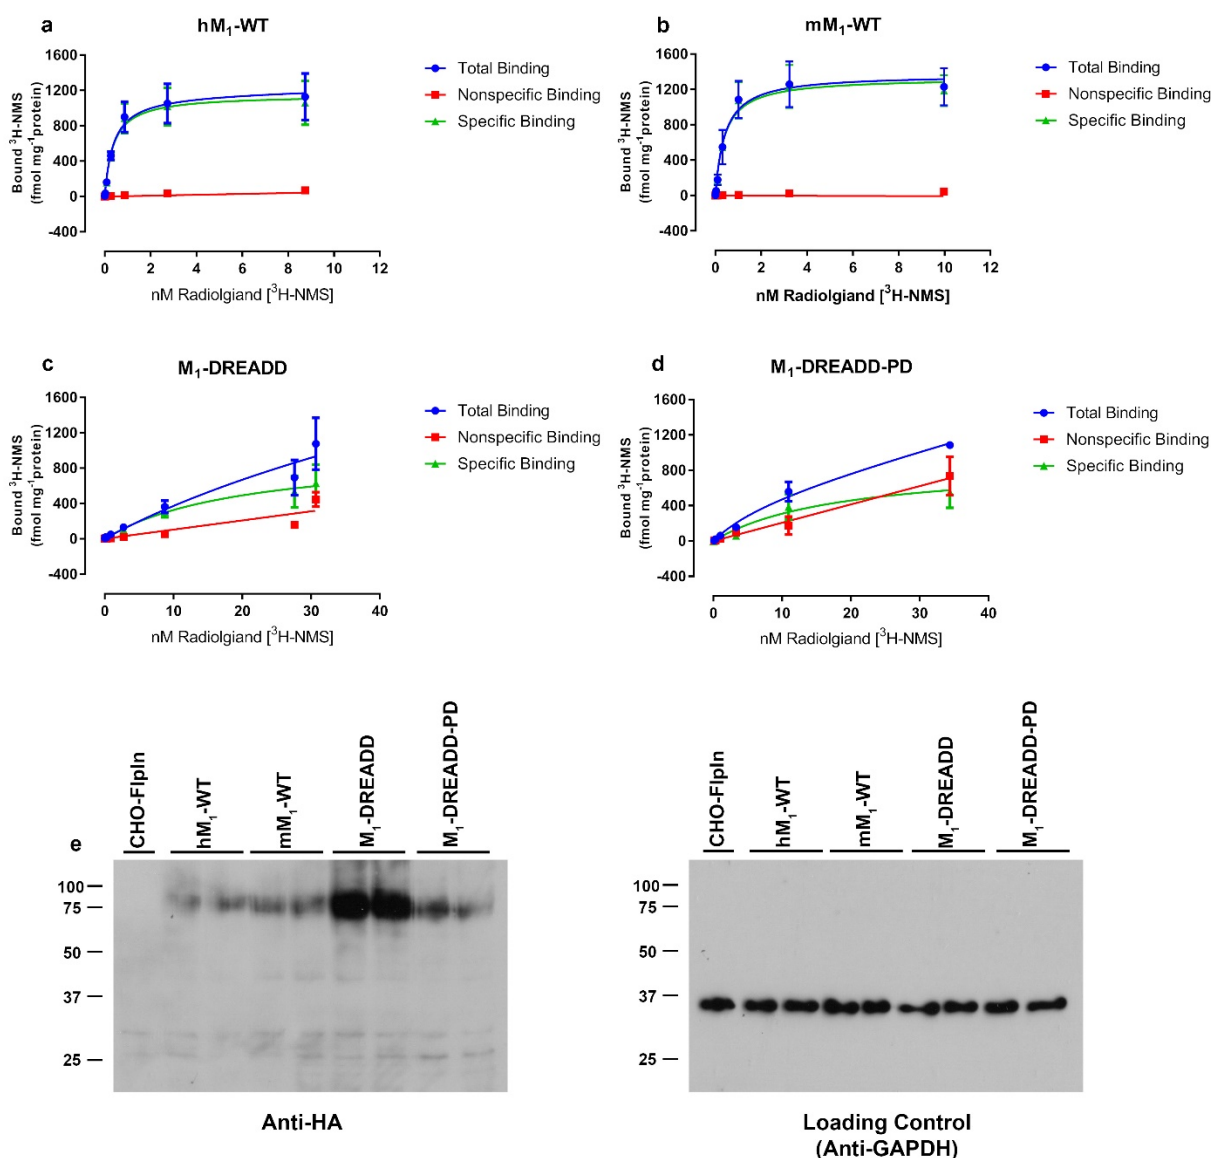 a
hM₁-WT
1600
1200
800
400
0
-400
Bound ³H-NMS
(fmol mg⁻¹protein)
0 2 4 6 8 10 12
nM Radiolgiand [³H-NMS]
Total Binding
Nonspecific Binding
Specific Binding
b
mM₁-WT
1600
1200
800
400
0
-400
Bound ³H-NMS
(fmol mg⁻¹protein)
0 2 4 6 8 10 12
nM Radiolgiand [³H-NMS]
Total Binding
Nonspecific Binding
Specific Binding
c
M₁-DREADD
1600
1200
800
400
0
-400
Bound ³H-NMS
(fmol mg⁻¹protein)
0 10 20 30 40
nM Radiolgiand [³H-NMS]
Total Binding
Nonspecific Binding
Specific Binding
d
M₁-DREADD-PD
1600
1200
800
400
0
-400
Bound ³H-NMS
(fmol mg⁻¹protein)
0 10 20 30 40
nM Radiolgiand [³H-NMS]
Total Binding
Nonspecific Binding
Specific Binding
e
CHO-FlpIn
hM₁-WT
mM₁-WT
M₁-DREADD
M₁-DREADD-PD
100
75
50
37
25
Anti-HA
CHO-FlpIn
hM₁-WT
mM₁-WT
M₁-DREADD
M₁-DREADD-PD
100
75
50
37
25
Loading Control
(Anti-GAPDH)